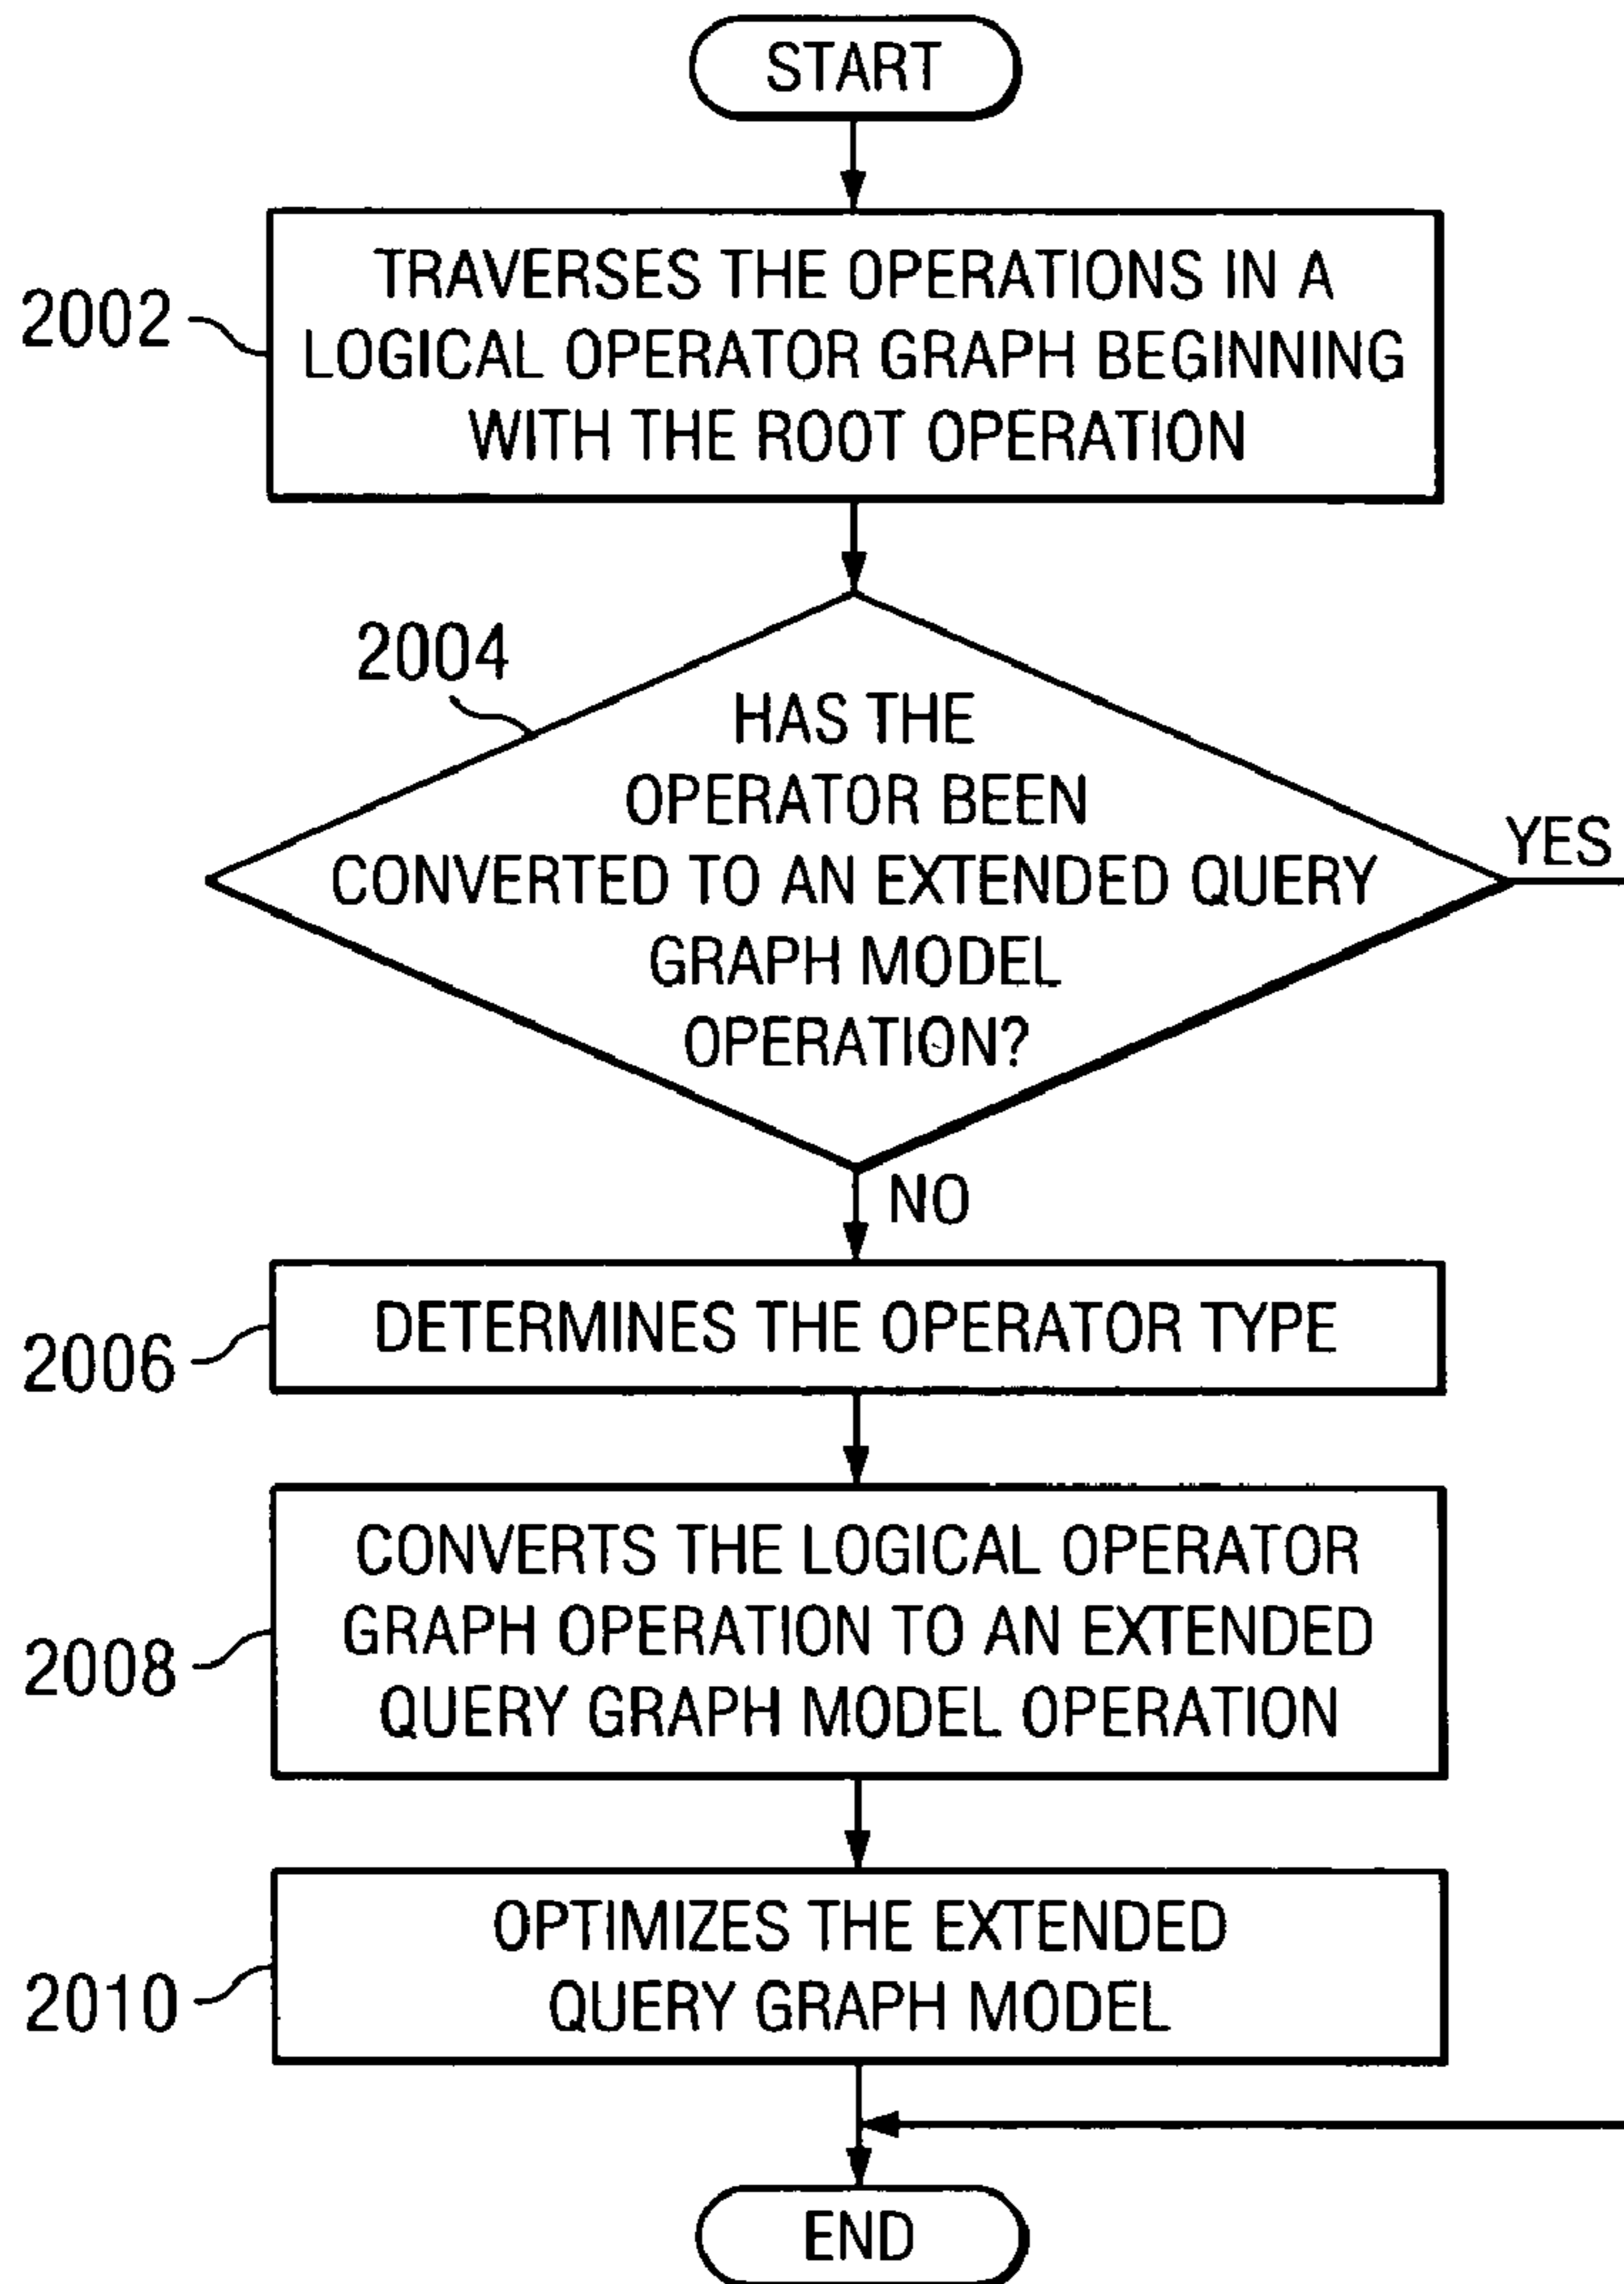 START
2002
TRAVERSES THE OPERATIONS IN A
LOGICAL OPERATOR GRAPH BEGINNING
WITH THE ROOT OPERATION
2004
HAS THE
OPERATOR BEEN
CONVERTED TO AN EXTENDED QUERY
GRAPH MODEL
OPERATION?
YES
NO
2006
DETERMINES THE OPERATOR TYPE
2008
CONVERTS THE LOGICAL OPERATOR
GRAPH OPERATION TO AN EXTENDED
QUERY GRAPH MODEL OPERATION
2010
OPTIMIZES THE EXTENDED
QUERY GRAPH MODEL
END